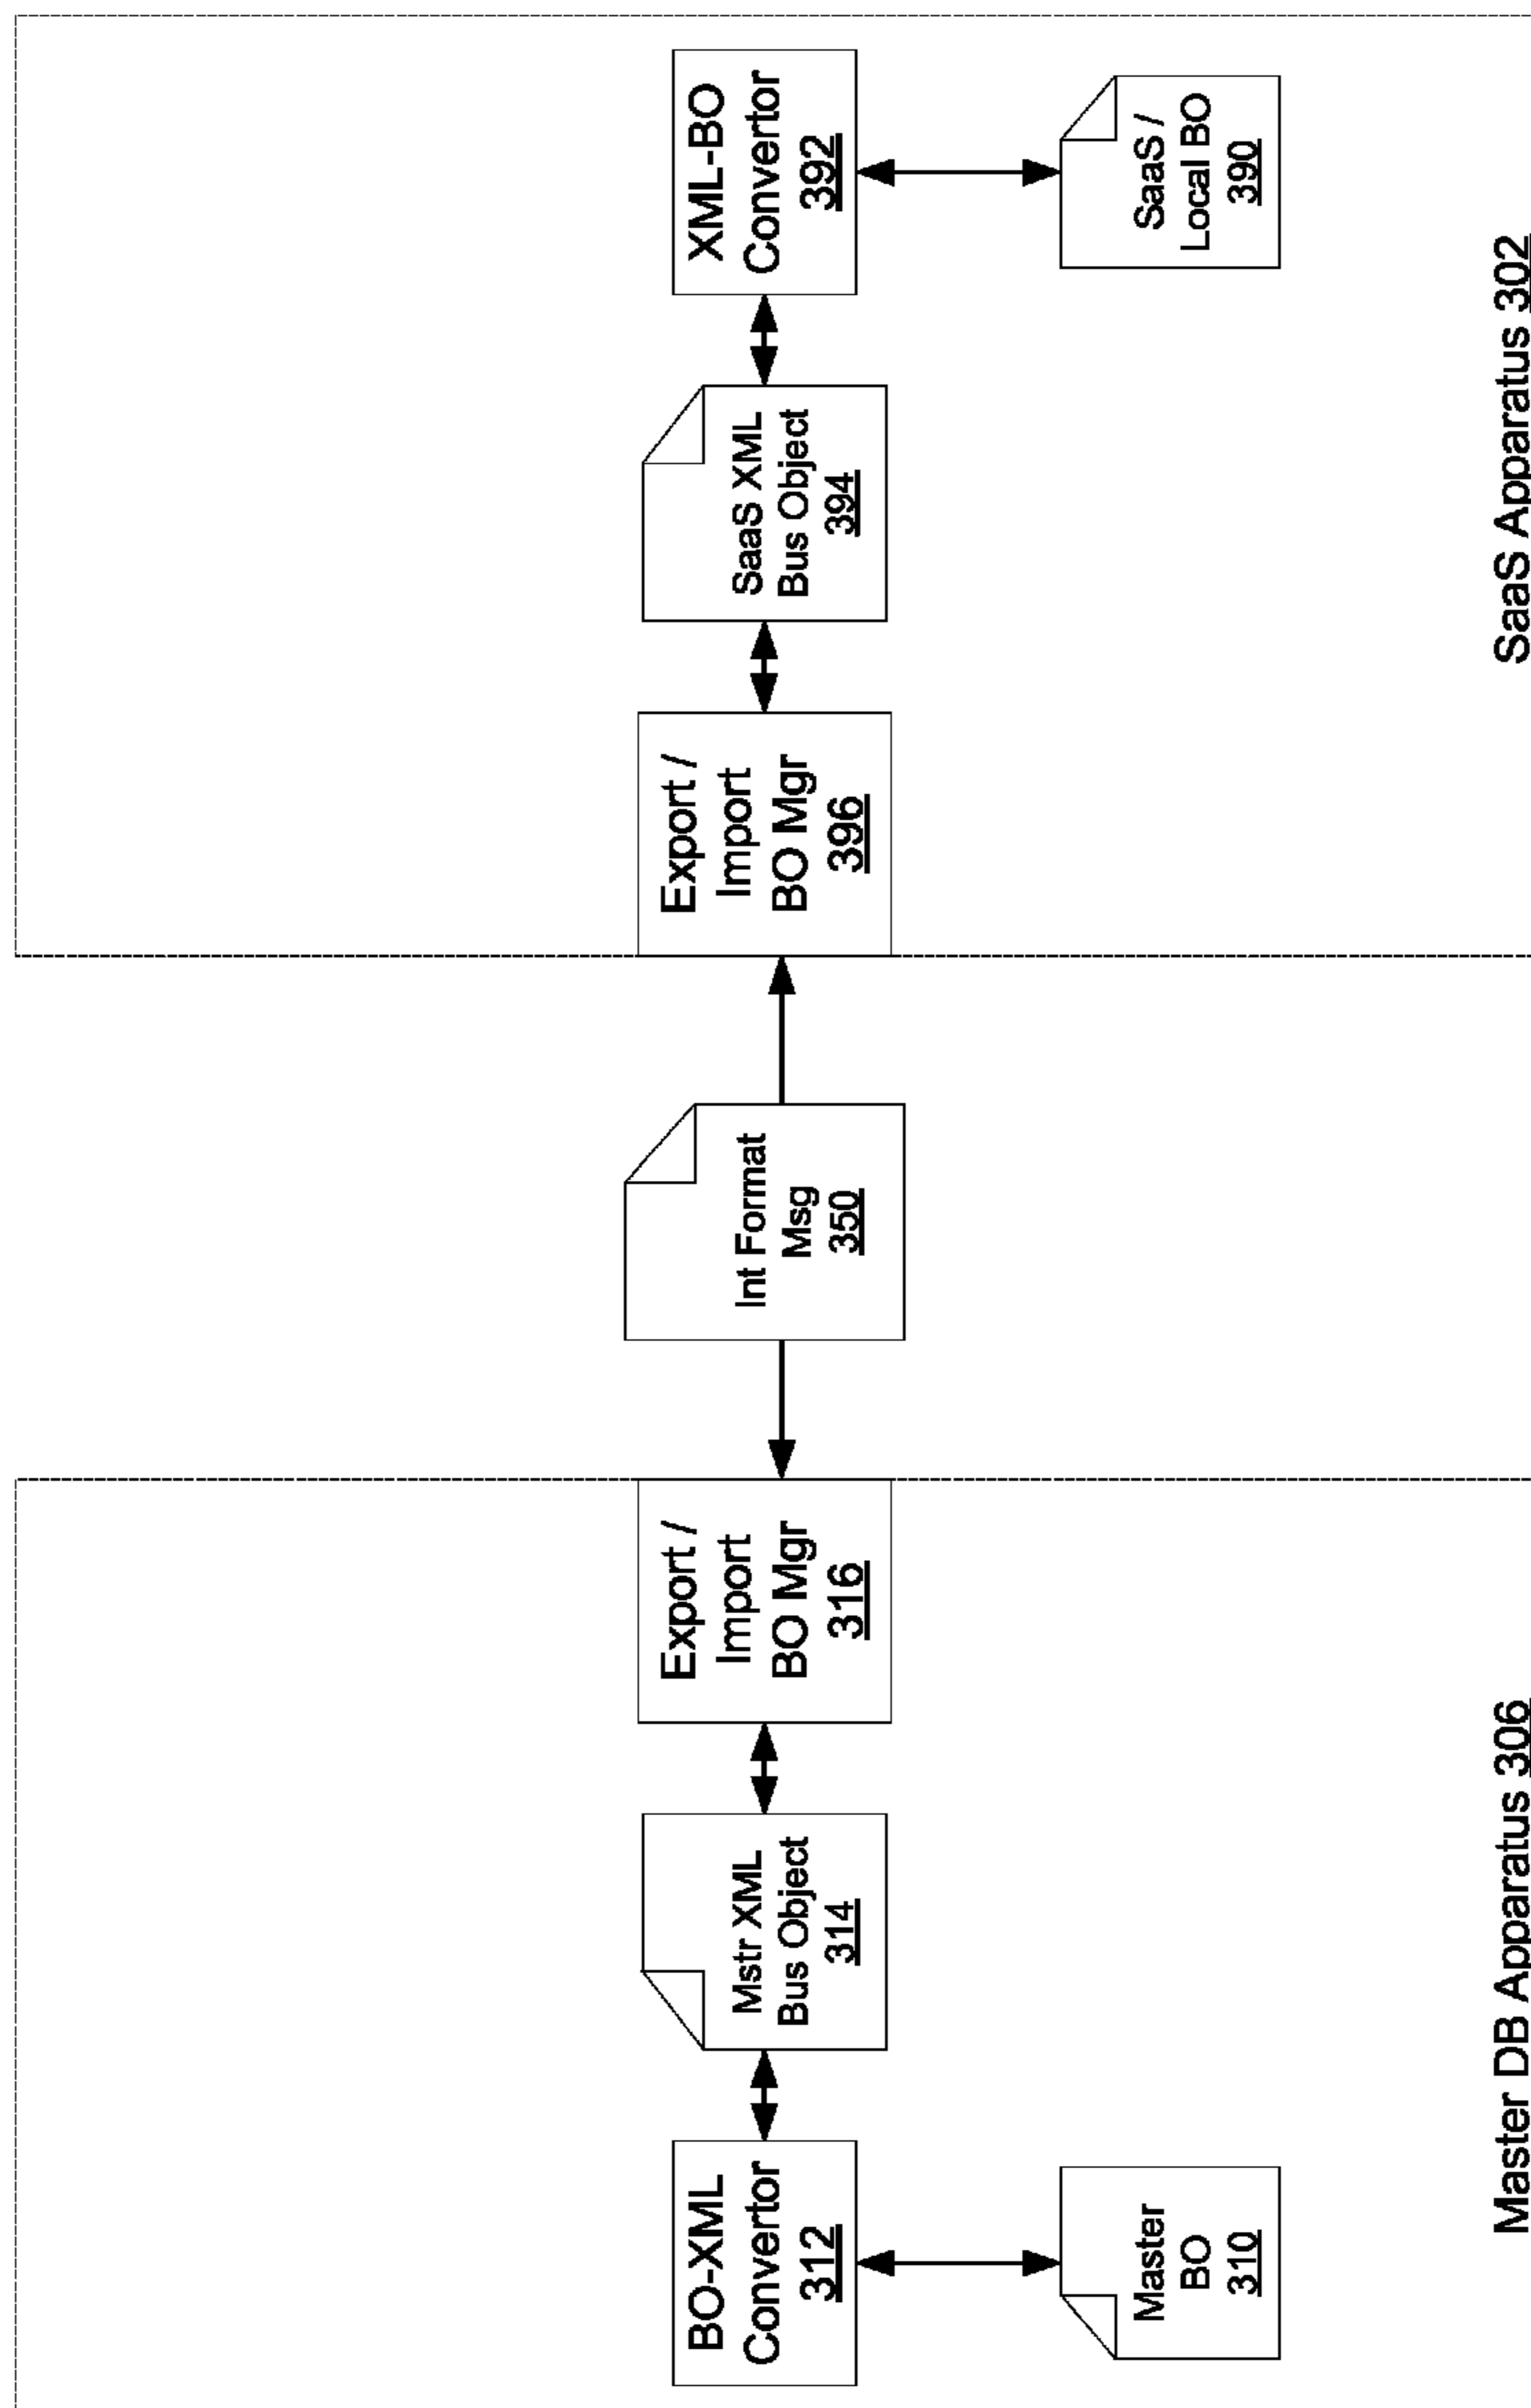 BO-XML
Convertor
312
Mstr XML
Bus Object
314
Export /
Import
BO Mgr
316
Int Format
Msg
350
Export /
Import
BO Mgr
396
SaaS XML
Bus Object
394
XML-BO
Convertor
392
Master
BO
310
SaaS /
Local BO
390
Master DB Apparatus 306
SaaS Apparatus 302